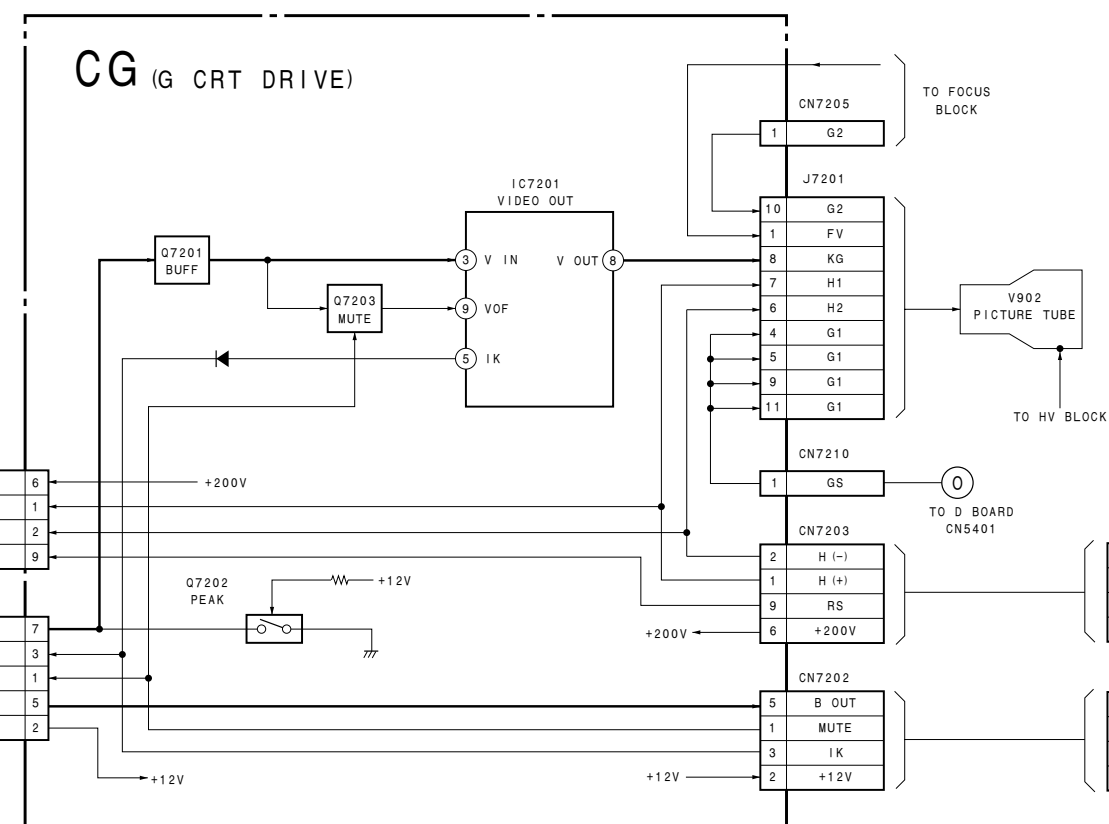 CG (G CRT DRIVE)
TO FOCUS
BLOCK
CN7205
1 G2
J7201
10 G2
1 FV
8 KG
7 H1
6 H2
4 G1
5 G1
9 G1
11 G1
IC7201
VIDEO OUT
3 V IN
V OUT 8
9 VOF
5 IK
Q7201
BUFF
Q7203
MUTE
V902
PICTURE TUBE
TO HV BLOCK
CN7210
1 GS
O
TO D BOARD
CN5401
6
+200V
1
2
9
CN7203
2 H (-)
1 H (+)
9 RS
6 +200V
+200V
Q7202
PEAK
+12V
7
3
1
5
2
+12V
CN7202
5 B OUT
1 MUTE
3 IK
2 +12V
+12V